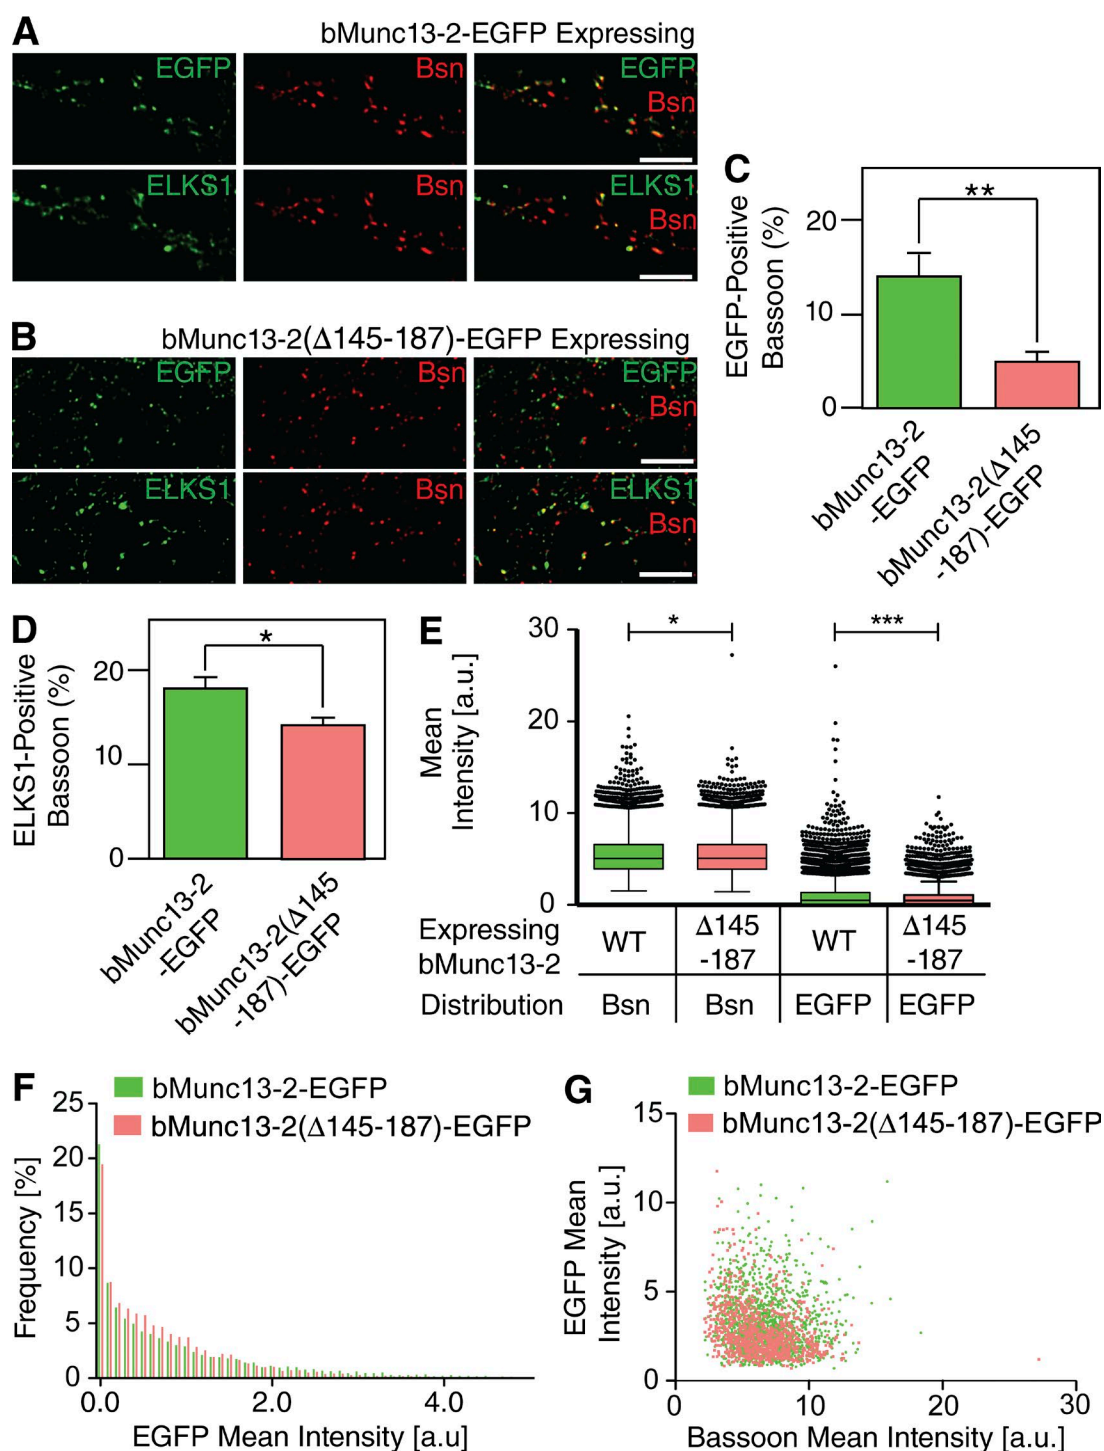 A
bMunc13-2-EGFP Expressing
EGFP
Bsn
EGFP
Bsn
ELKS1
Bsn
ELKS1
Bsn
B
bMunc13-2(Δ145-187)-EGFP Expressing
EGFP
Bsn
EGFP
Bsn
ELKS1
Bsn
ELKS1
Bsn
C
EGFP-Positive
Bassoon (%)
20
10
0
**
bMunc13-2
-EGFP
bMunc13-2(Δ145
-187)-EGFP
D
ELKS1-Positive
Bassoon (%)
20
10
0
*
bMunc13-2
-EGFP
bMunc13-2(Δ145
-187)-EGFP
E
Mean
Intensity [a.u.]
30
20
10
0
*
***
Expressing
bMunc13-2
WT
Δ145
-187
WT
Δ145
-187
Distribution
Bsn
Bsn
EGFP
EGFP
F
bMunc13-2-EGFP
bMunc13-2(Δ145-187)-EGFP
Frequency [%]
25
20
15
10
5
0
0.0
2.0
4.0
EGFP Mean Intensity [a.u]
G
bMunc13-2-EGFP
bMunc13-2(Δ145-187)-EGFP
EGFP Mean
Intensity [a.u.]
15
10
5
0
0
10
20
30
Bassoon Mean Intensity [a.u.]